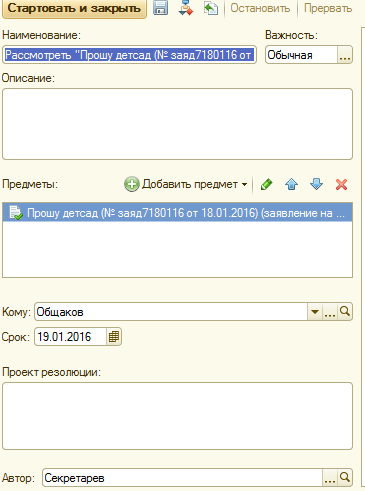 Стартовать и закрыть Остановить Прервать
Наименование: Важность:
Рассмотреть "Прошу детсад (№ заяд7180116 от Обычная ...
Описание:
Предметы: Добавить предмет
Прошу детсад (№ заяд7180116 от 18.01.2016) (заявление на ...
Кому: Общаков ...
Срок: 19.01.2016
Проект резолюции:
Автор: Секретарев ...